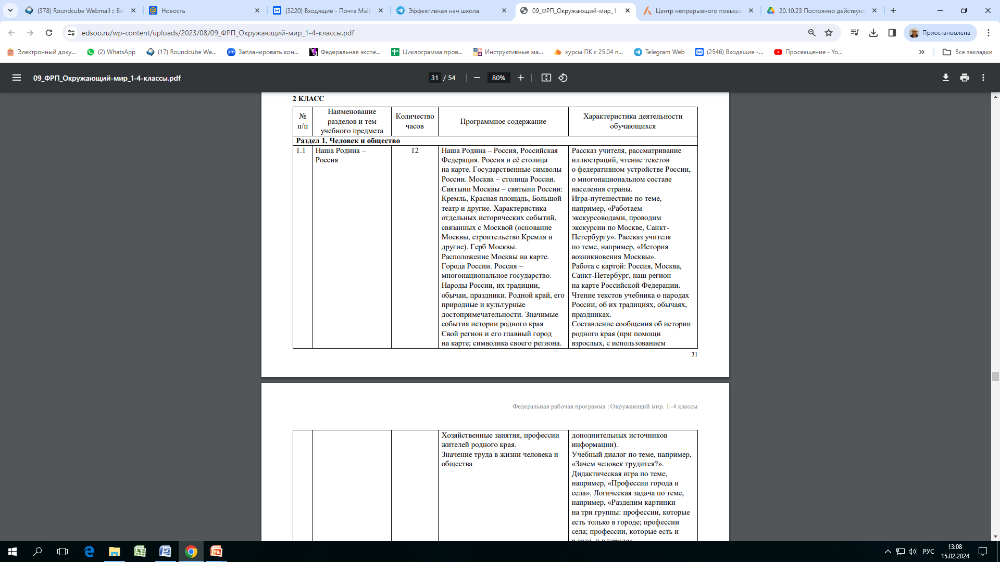 (378) Roundcube Webmail :: Вх
Новость
(3220) Входящие - Почта Mail
Эффективная нач школа
09_ФРП_Окружающий-мир_1-
Центр непрерывного повыше
20.10.23 Постоянно действую
edsoo.ru/wp-content/uploads/2023/08/09_ФРП_Окружающий-мир_1-4-классы.pdf
Приостановлена
Электронный доку...
(2) WhatsApp
(17) Roundcube We...
Запланировать кон...
Федеральная экспе...
Циклограмма пров...
Инструктивные ма...
курсы ПК с 25.04 п...
Telegram Web
(2546) Входящие -...
Просвещение - Yo...
Все закладки
09_ФРП_Окружающий-мир_1-4-классы.pdf
31 / 54
80%
2 КЛАСС
№
п/п
Наименование
разделов и тем
учебного предмета
Количество
часов
Программное содержание
Характеристика деятельности
обучающихся
Раздел 1. Человек и общество
1.1
Наша Родина –
Россия
12
Наша Родина – Россия, Российская
Федерация. Россия и её столица
на карте. Государственные символы
России. Москва – столица России.
Святыни Москвы – святыни России:
Кремль, Красная площадь, Большой
театр и другие. Характеристика
отдельных исторических событий,
связанных с Москвой (основание
Москвы, строительство Кремля и
другие). Герб Москвы.
Расположение Москвы на карте.
Города России. Россия –
многонациональное государство.
Народы России, их традиции,
обычаи, праздники. Родной край, его
природные и культурные
достопримечательности. Значимые
события истории родного края
Свой регион и его главный город
на карте; символика своего региона.
Рассказ учителя, рассматривание
иллюстраций, чтение текстов
о федеративном устройстве России,
о многонациональном составе
населения страны.
Игра-путешествие по теме,
например, «Работаем
экскурсоводами, проводим
экскурсии по Москве, Санкт-
Петербургу». Рассказ учителя
по теме, например, «История
возникновения Москвы».
Работа с картой: Россия, Москва,
Санкт-Петербург, наш регион
на карте Российской Федерации.
Чтение текстов учебника о народах
России, об их традициях, обычаях,
праздниках.
Составление сообщения об истории
родного края (при помощи
взрослых, с использованием
31
Федеральная рабочая программа | Окружающий мир. 1–4 классы
Хозяйственные занятия, профессии
жителей родного края.
Значение труда в жизни человека и
общества
дополнительных источников
информации).
Учебный диалог по теме, например,
«Зачем человек трудится?».
Дидактическая игра по теме,
например, «Профессии города и
села». Логическая задача по теме,
например, «Разделим картинки
на три группы: профессии, которые
есть только в городе; профессии
села; профессии, которые есть и
в селе, и в городе»
РУС
13:08
15.02.2024